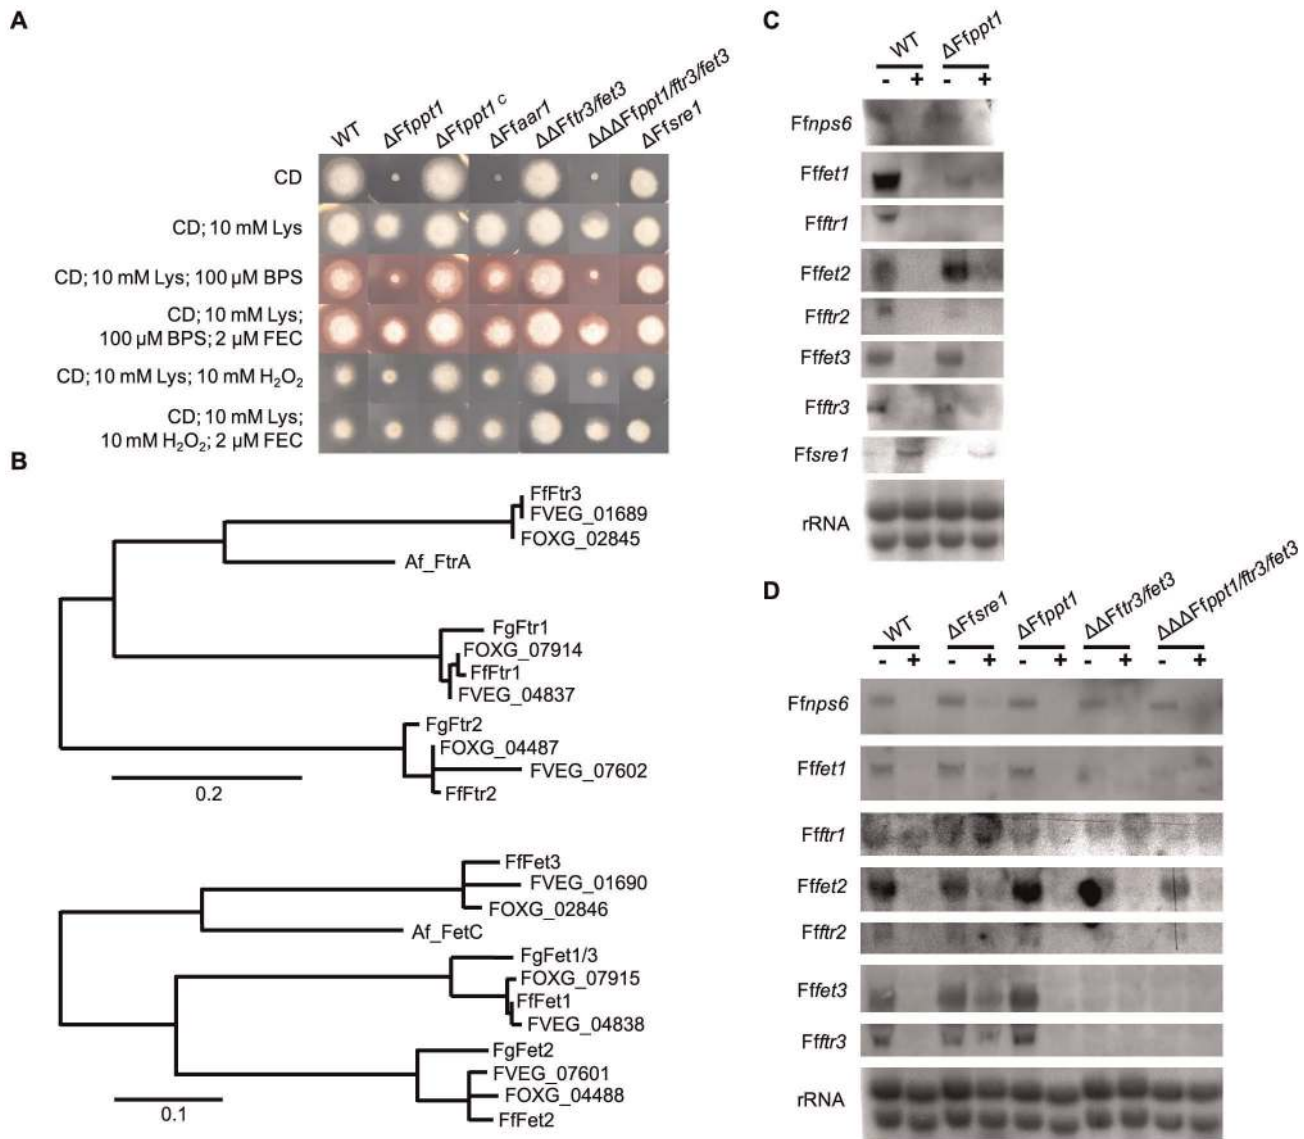 A
WT ΔFfppt1 ΔFfppt1 c ΔFfaar1 ΔΔFftr3/fet3 ΔΔΔFfppt1/ftr3/fet3 ΔFfsre1
CD
CD; 10 mM Lys
CD; 10 mM Lys; 100 µM BPS
CD; 10 mM Lys;
100 µM BPS; 2 µM FEC
CD; 10 mM Lys; 10 mM H₂O₂
CD; 10 mM Lys;
10 mM H₂O₂; 2 µM FEC
B
FfFtr3
FVEG_01689
FOXG_02845
Af_FtrA
FgFtr1
FOXG_07914
FfFtr1
FVEG_04837
FgFtr2
FOXG_04487
FVEG_07602
FfFtr2
0.2
FfFet3
FVEG_01690
FOXG_02846
Af_FetC
FgFet1/3
FOXG_07915
FfFet1
FVEG_04838
FgFet2
FVEG_07601
FOXG_04488
FfFet2
0.1
C
WT ΔFfppt1
- + - +
Ffnps6
Fffet1
Ffftr1
Fffet2
Ffftr2
Fffet3
Ffftr3
Ffsre1
rRNA
D
WT ΔFfsre1 ΔFfppt1 ΔΔFftr3/fet3 ΔΔΔFfppt1/ftr3/fet3
- + - + - + - + - +
Ffnps6
Fffet1
Ffftr1
Fffet2
Ffftr2
Fffet3
Ffftr3
rRNA